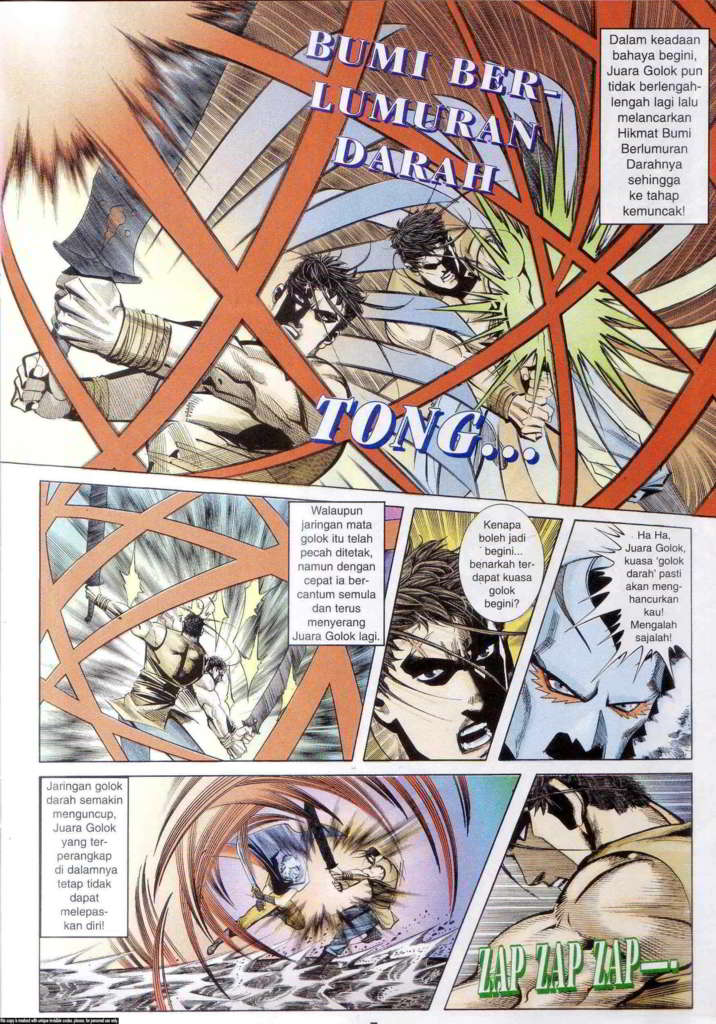 BUMI BER-
LUMURAN
DARAH
Dalam keadaan
bahaya begini,
Juara Golok pun
tidak berlengah-
lengah lagi lalu
melancarkan
Hikmat Bumi
Berlumuran
Darahnya
sehingga
ke tahap
kemuncak!
TONG...
Walaupun
jaringan mata
golok itu telah
pecah ditetak,
namun dengan
cepat ia ber-
cantum semula
dan terus
menyerang
Juara Golok lagi.
Kenapa
boleh jadi
begini...
benarkah ter-
dapat kuasa
golok
begini?
Ha Ha,
Juara Golok,
kuasa 'golok
darah' pasti
akan meng-
hancurkan
kau!
Mengalah
sajalah!
Jaringan golok
darah semakin
menguncup,
Juara Golok
yang ter-
perangkap
di dalamnya
tetap tidak
dapat
melepas-
kan diri!
ZAP ZAP ZAP—.